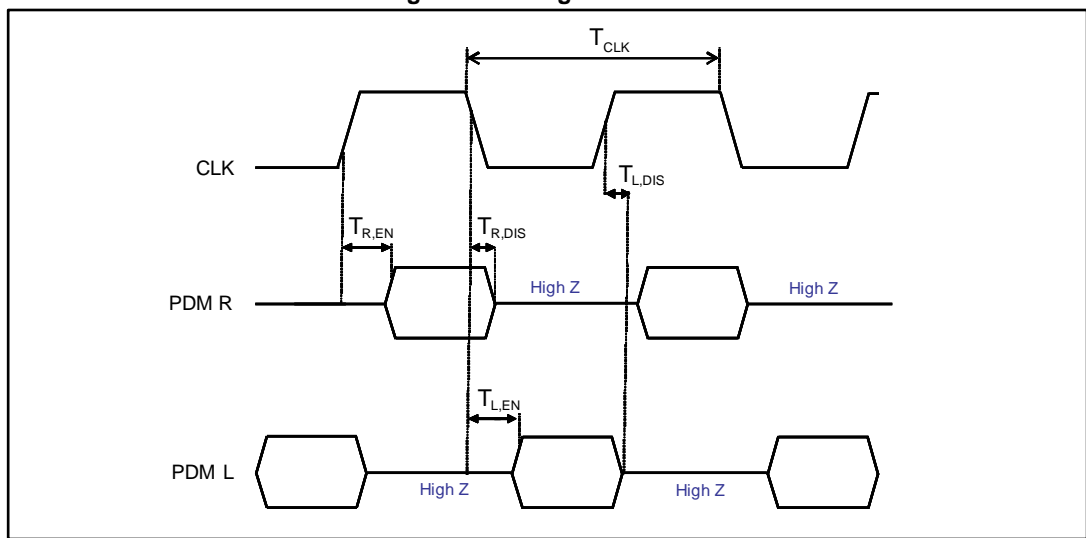 T_CLK
CLK
T_L,DIS
T_R,EN
T_R,DIS
PDM R
High Z
High Z
T_L,EN
PDM L
High Z
High Z